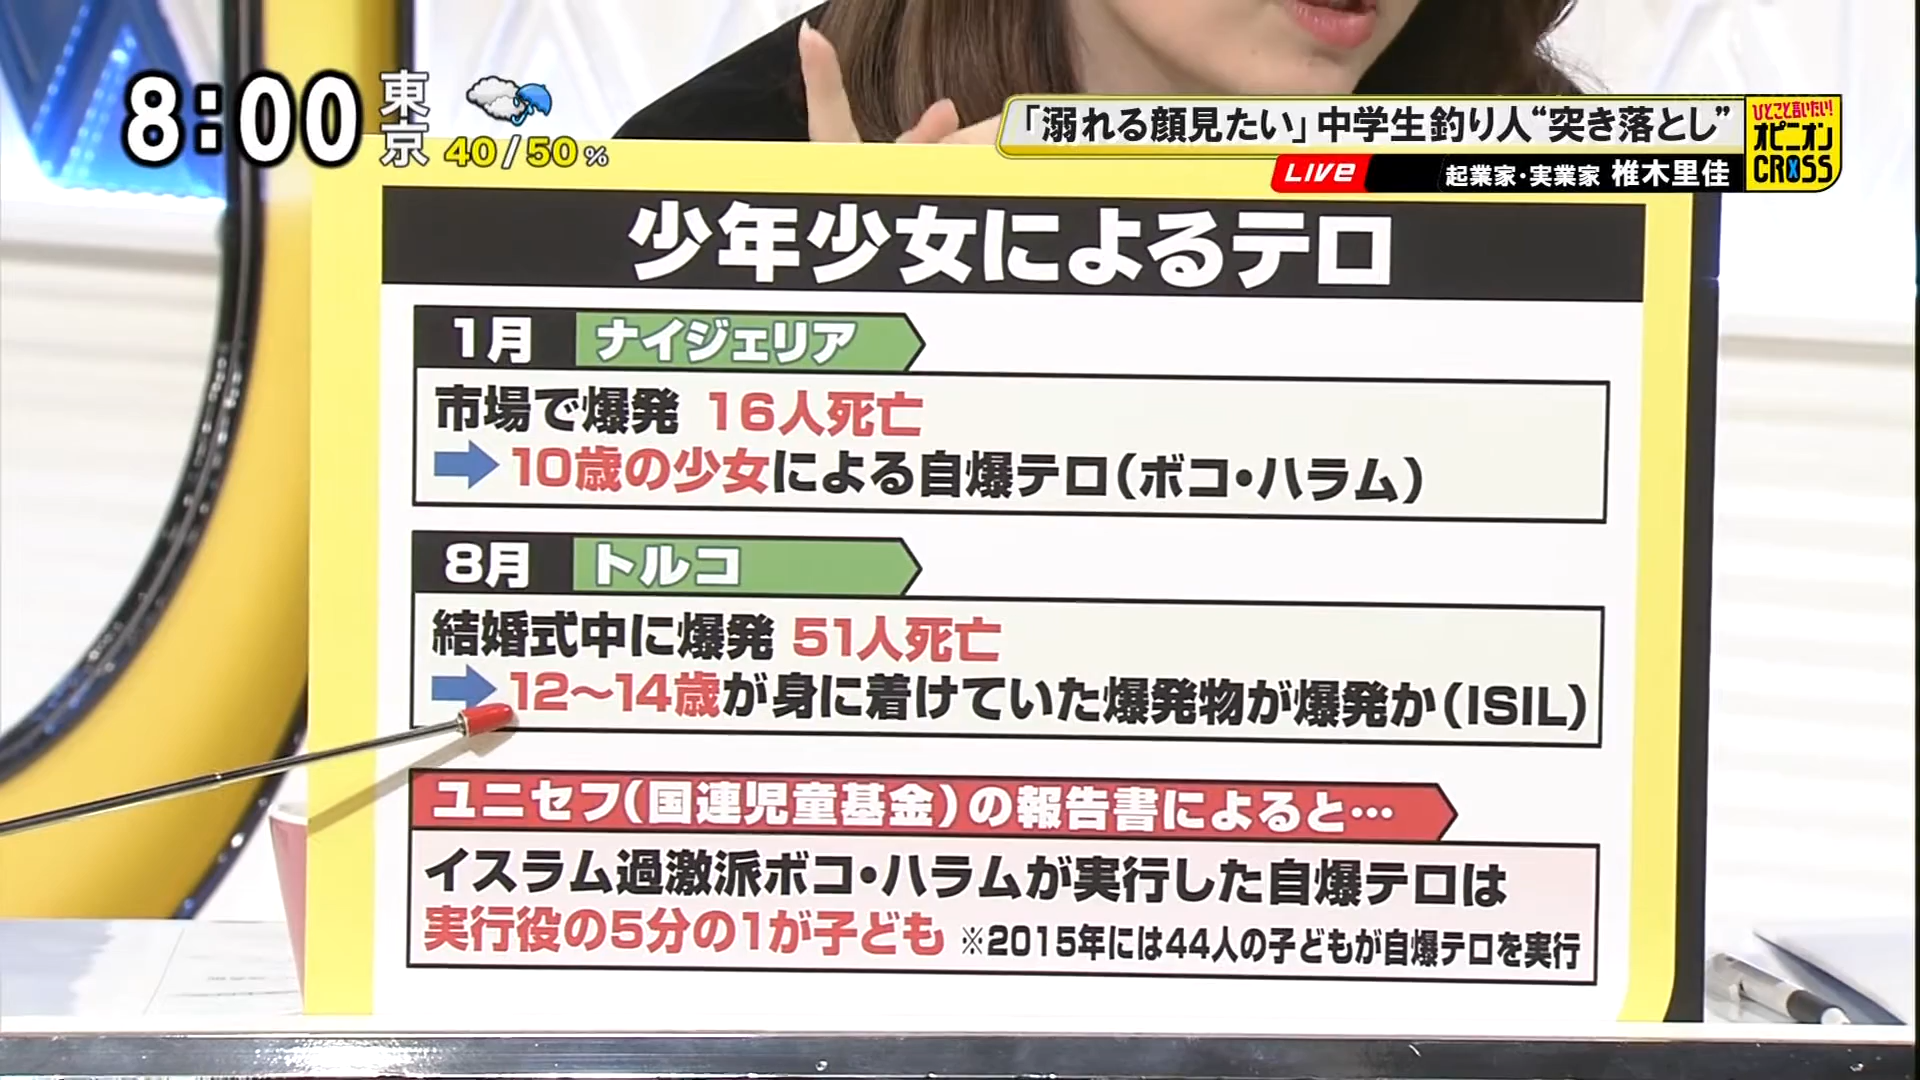 8:00
東京
40/50%
「溺れる顔見たい」中学生釣り人“突き落とし”
ひとこと言いたい!
オピニオン
CROSS
LIVE
起業家・実業家 椎木里佳
少年少女によるテロ
1月 ナイジェリア
市場で爆発 16人死亡
➡10歳の少女による自爆テロ(ボコ・ハラム)
8月 トルコ
結婚式中に爆発 51人死亡
➡12〜14歳が身に着けていた爆発物が爆発か(ISIL)
ユニセフ(国連児童基金)の報告書によると…
イスラム過激派ボコ・ハラムが実行した自爆テロは
実行役の5分の1が子ども ※2015年には44人の子どもが自爆テロを実行